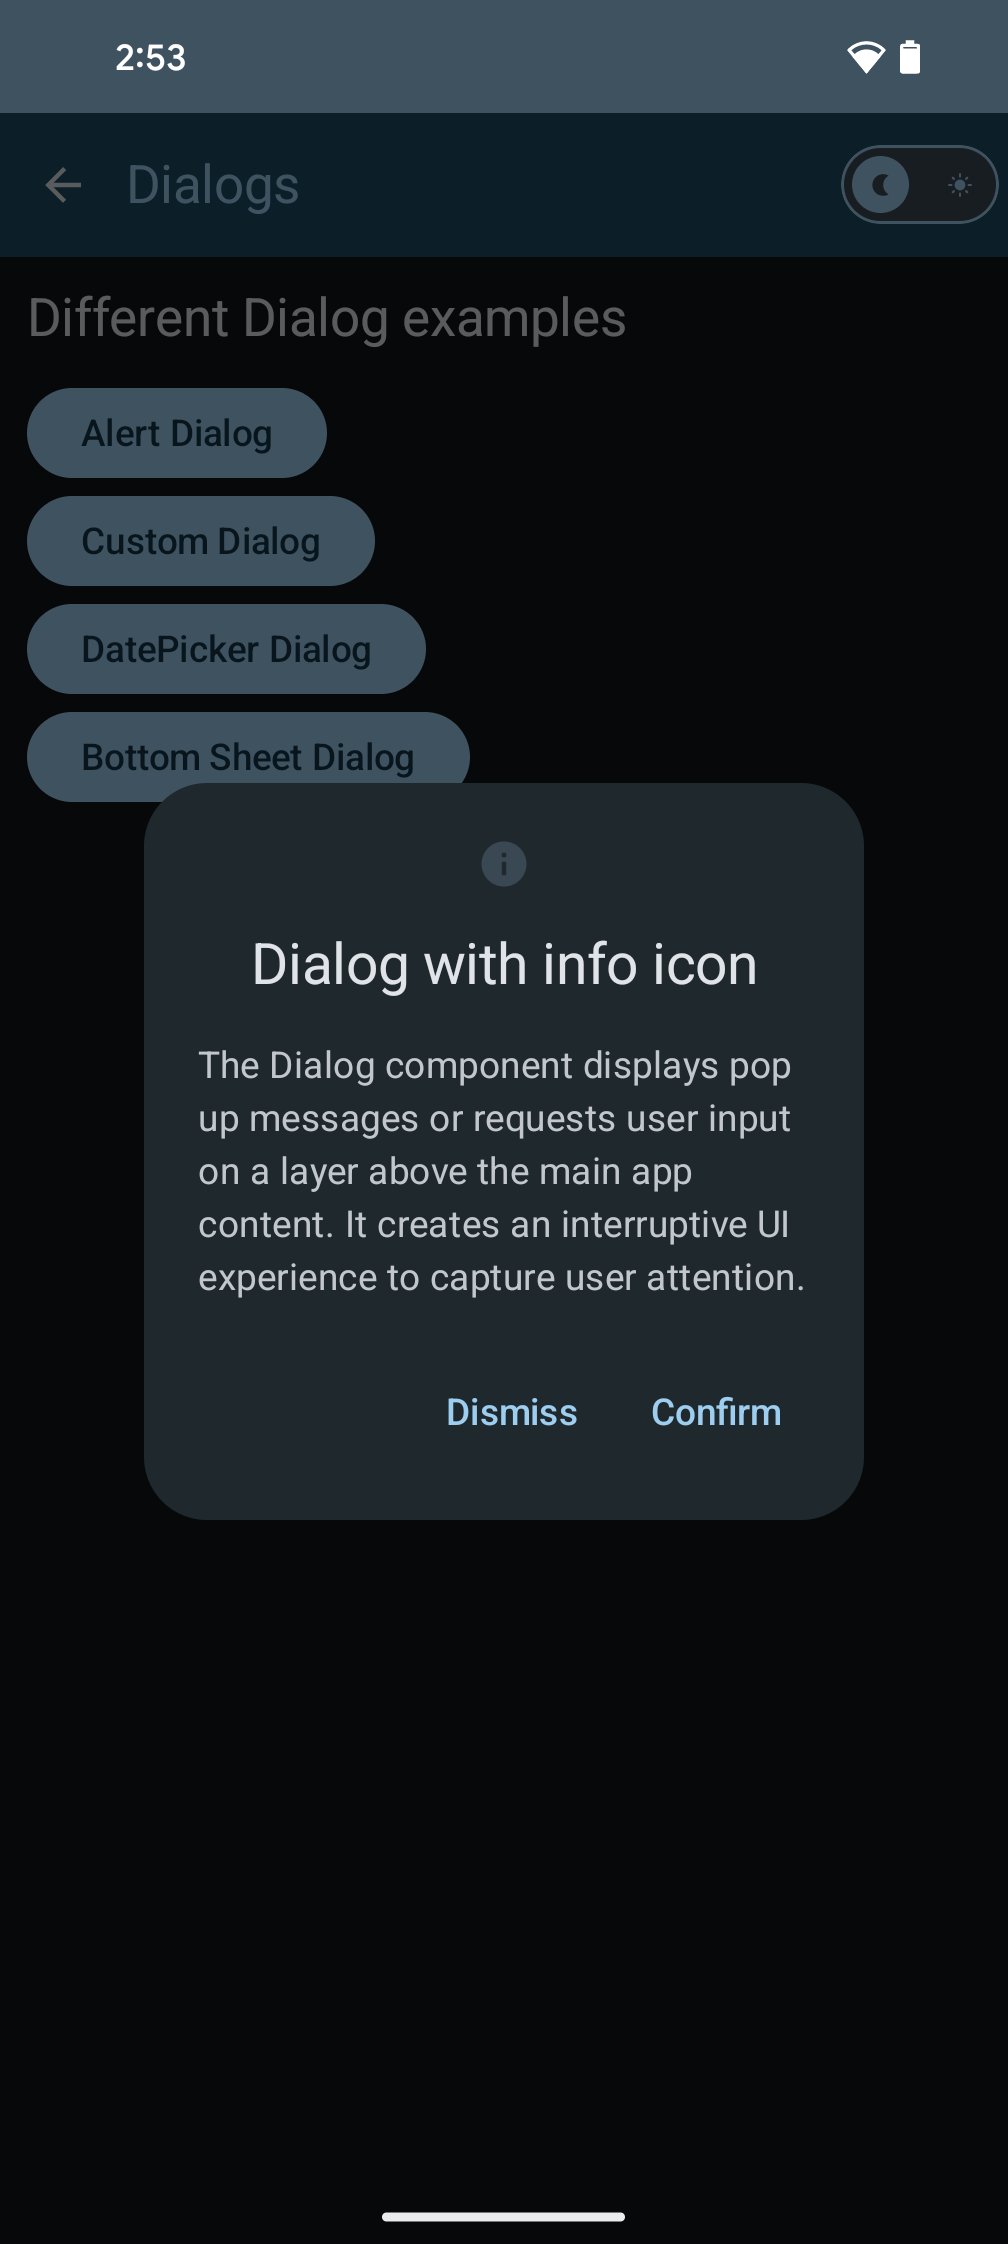 2:53
Dialogs
Different Dialog examples
Alert Dialog
Custom Dialog
DatePicker Dialog
Bottom Sheet Dialog
Dialog with info icon
The Dialog component displays pop
up messages or requests user input
on a layer above the main app
content. It creates an interruptive UI
experience to capture user attention.
Dismiss Confirm